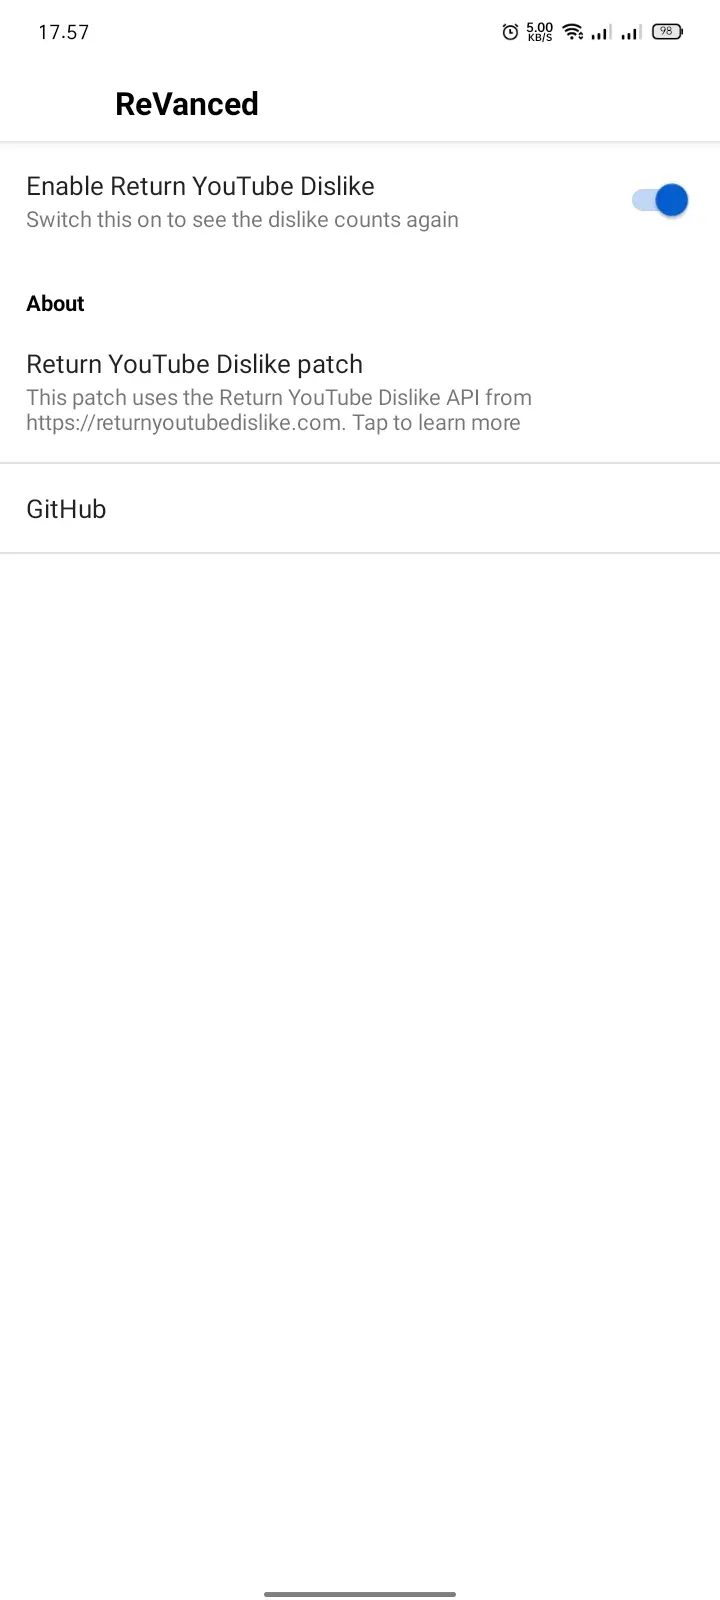 17.57
5.00
KB/S
98
ReVanced
Enable Return YouTube Dislike
Switch this on to see the dislike counts again
About
Return YouTube Dislike patch
This patch uses the Return YouTube Dislike API from
https://returnyoutubedislike.com. Tap to learn more
GitHub